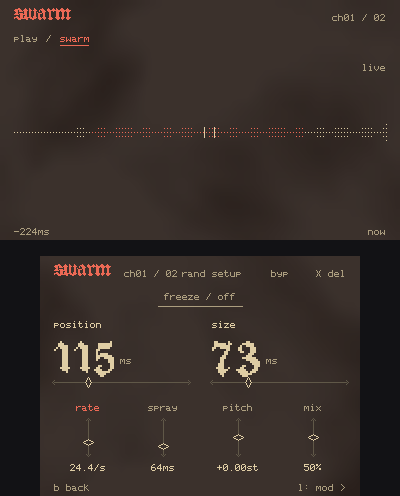 swarm
ch01 / 02
play / swarm
live
-224ms
now
swarm ch01 / 02 rand setup byp X del
freeze / off
position size
115 ms 73 ms
rate spray pitch mix
24.4/s 64ms +0.00st 50%
b back l: mod >